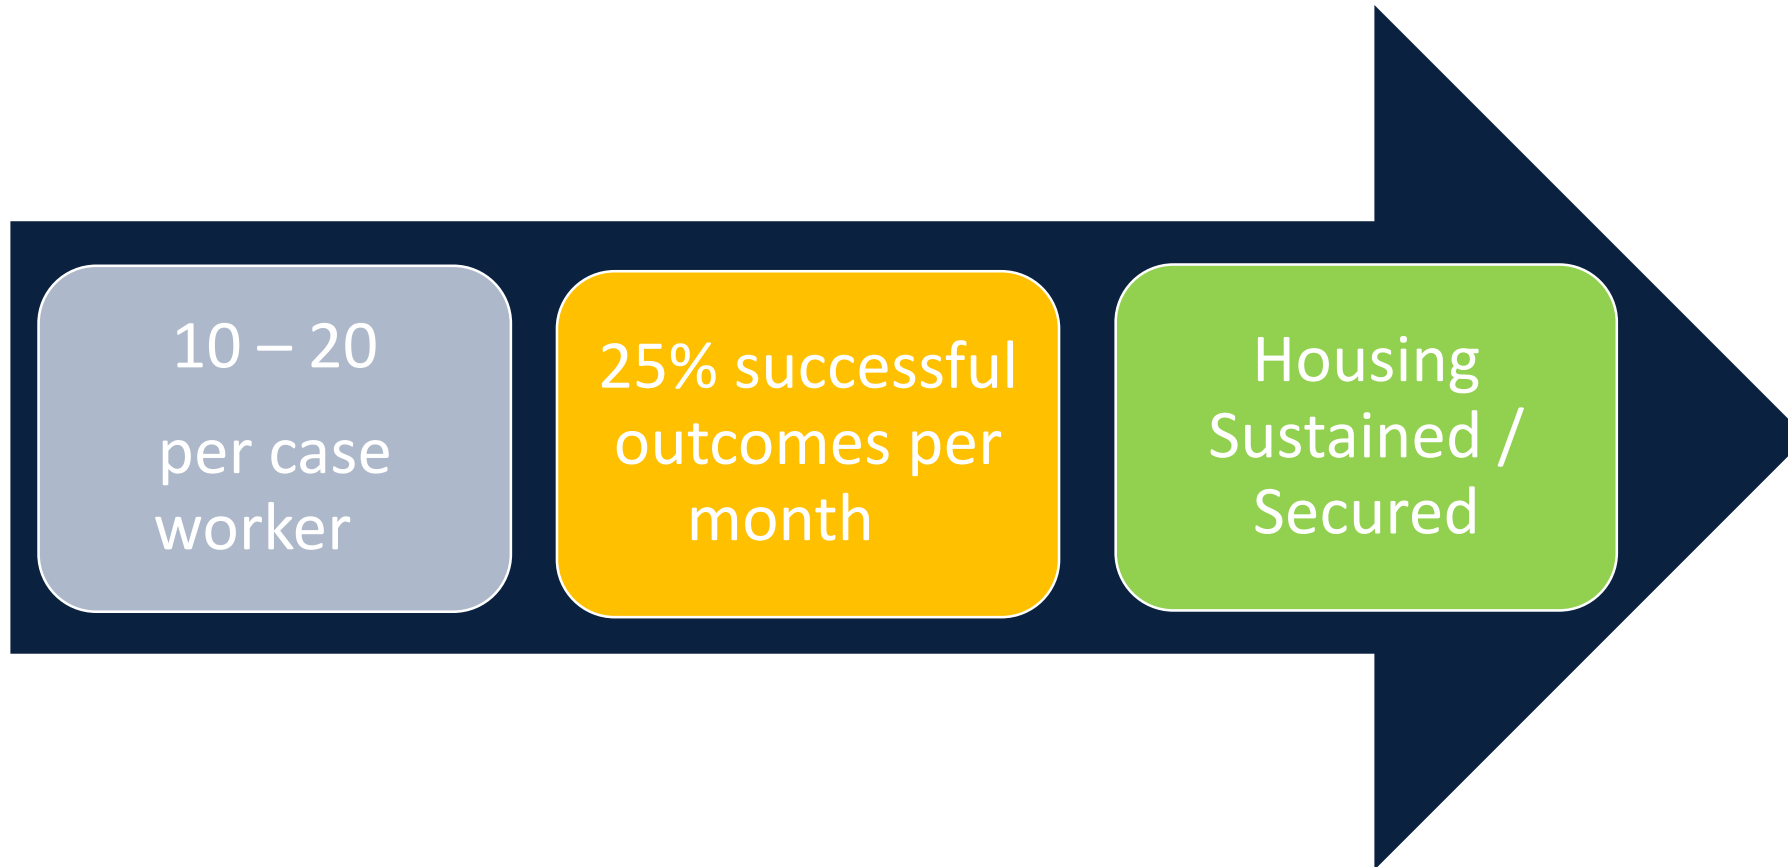 10 – 20
per case
worker
25% successful
outcomes per
month
Housing
Sustained /
Secured